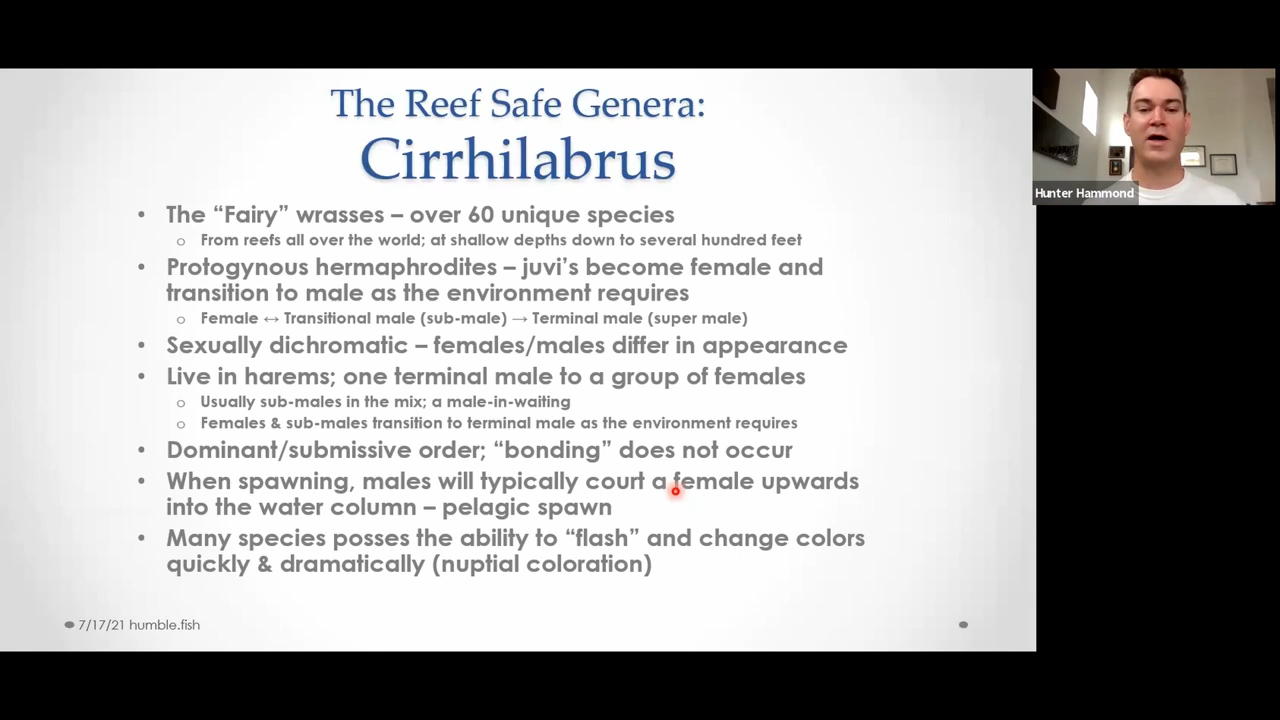 The Reef Safe Genera:
Cirrhilabrus
• The “Fairy” wrasses – over 60 unique species
o From reefs all over the world; at shallow depths down to several hundred feet
• Protogynous hermaphrodites – juvi’s become female and
transition to male as the environment requires
o Female ↔ Transitional male (sub-male) → Terminal male (super male)
• Sexually dichromatic – females/males differ in appearance
• Live in harems; one terminal male to a group of females
o Usually sub-males in the mix; a male-in-waiting
o Females & sub-males transition to terminal male as the environment requires
• Dominant/submissive order; “bonding” does not occur
• When spawning, males will typically court a female upwards
into the water column – pelagic spawn
• Many species posses the ability to “flash” and change colors
quickly & dramatically (nuptial coloration)
7/17/21 humble.fish
Hunter Hammond